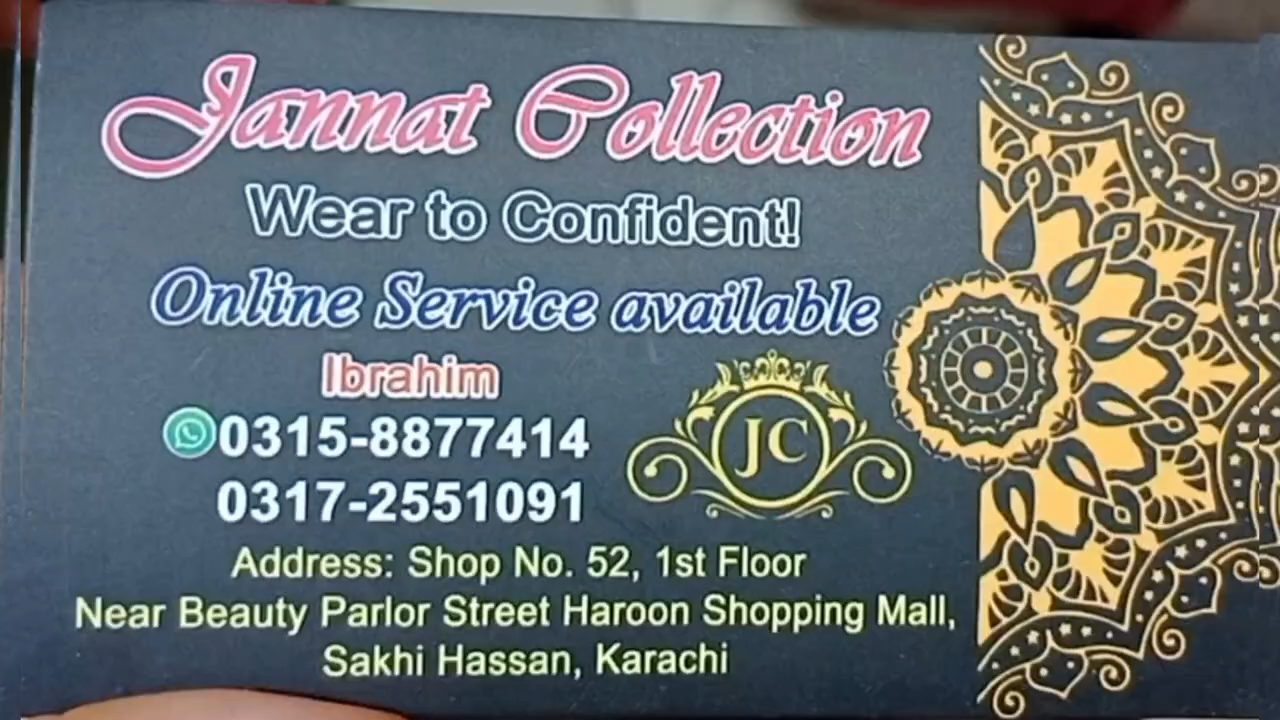 Jannat Collection
Wear to Confident!
Online Service available
Ibrahim
0315-8877414
0317-2551091
JC
Address: Shop No. 52, 1st Floor
Near Beauty Parlor Street Haroon Shopping Mall,
Sakhi Hassan, Karachi